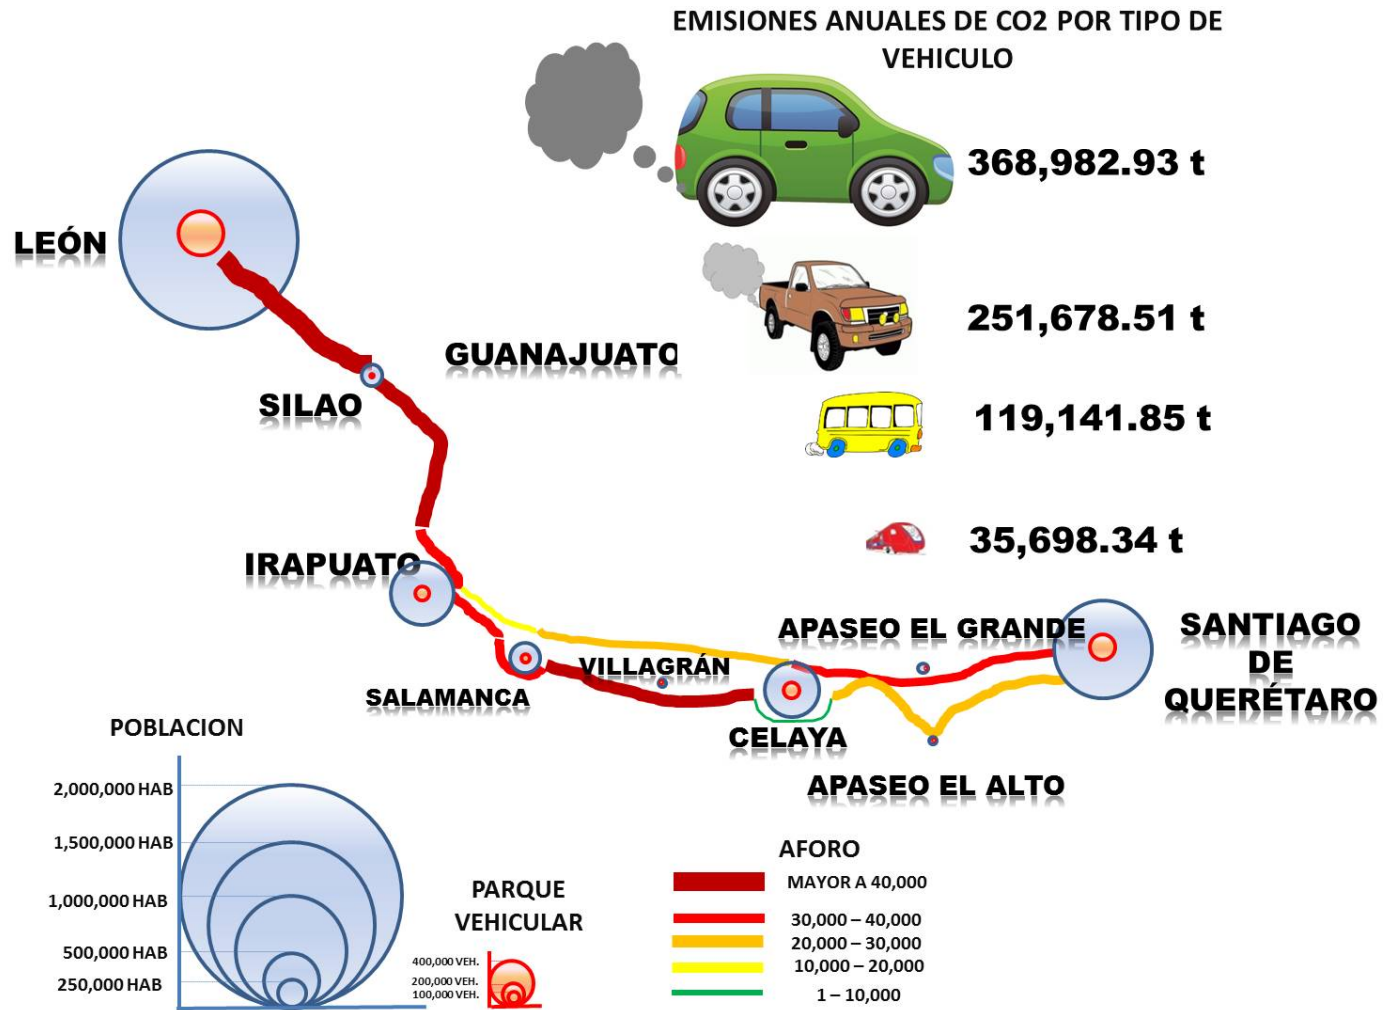 EMISIONES ANUALES DE CO2 POR TIPO DE
VEHICULO
368,982.93 t
LEÓN
251,678.51 t
GUANAJUATO
SILAO
119,141.85 t
35,698.34 t
IRAPUATO
APASEO EL GRANDE
SANTIAGO
DE
QUERÉTARO
VILLAGRÁN
SALAMANCA
CELAYA
APASEO EL ALTO
POBLACION
2,000,000 HAB
1,500,000 HAB
1,000,000 HAB
500,000 HAB
250,000 HAB
PARQUE
VEHICULAR
400,000 VEH.
200,000 VEH.
100,000 VEH.
AFORO
MAYOR A 40,000
30,000 – 40,000
20,000 – 30,000
10,000 – 20,000
1 – 10,000